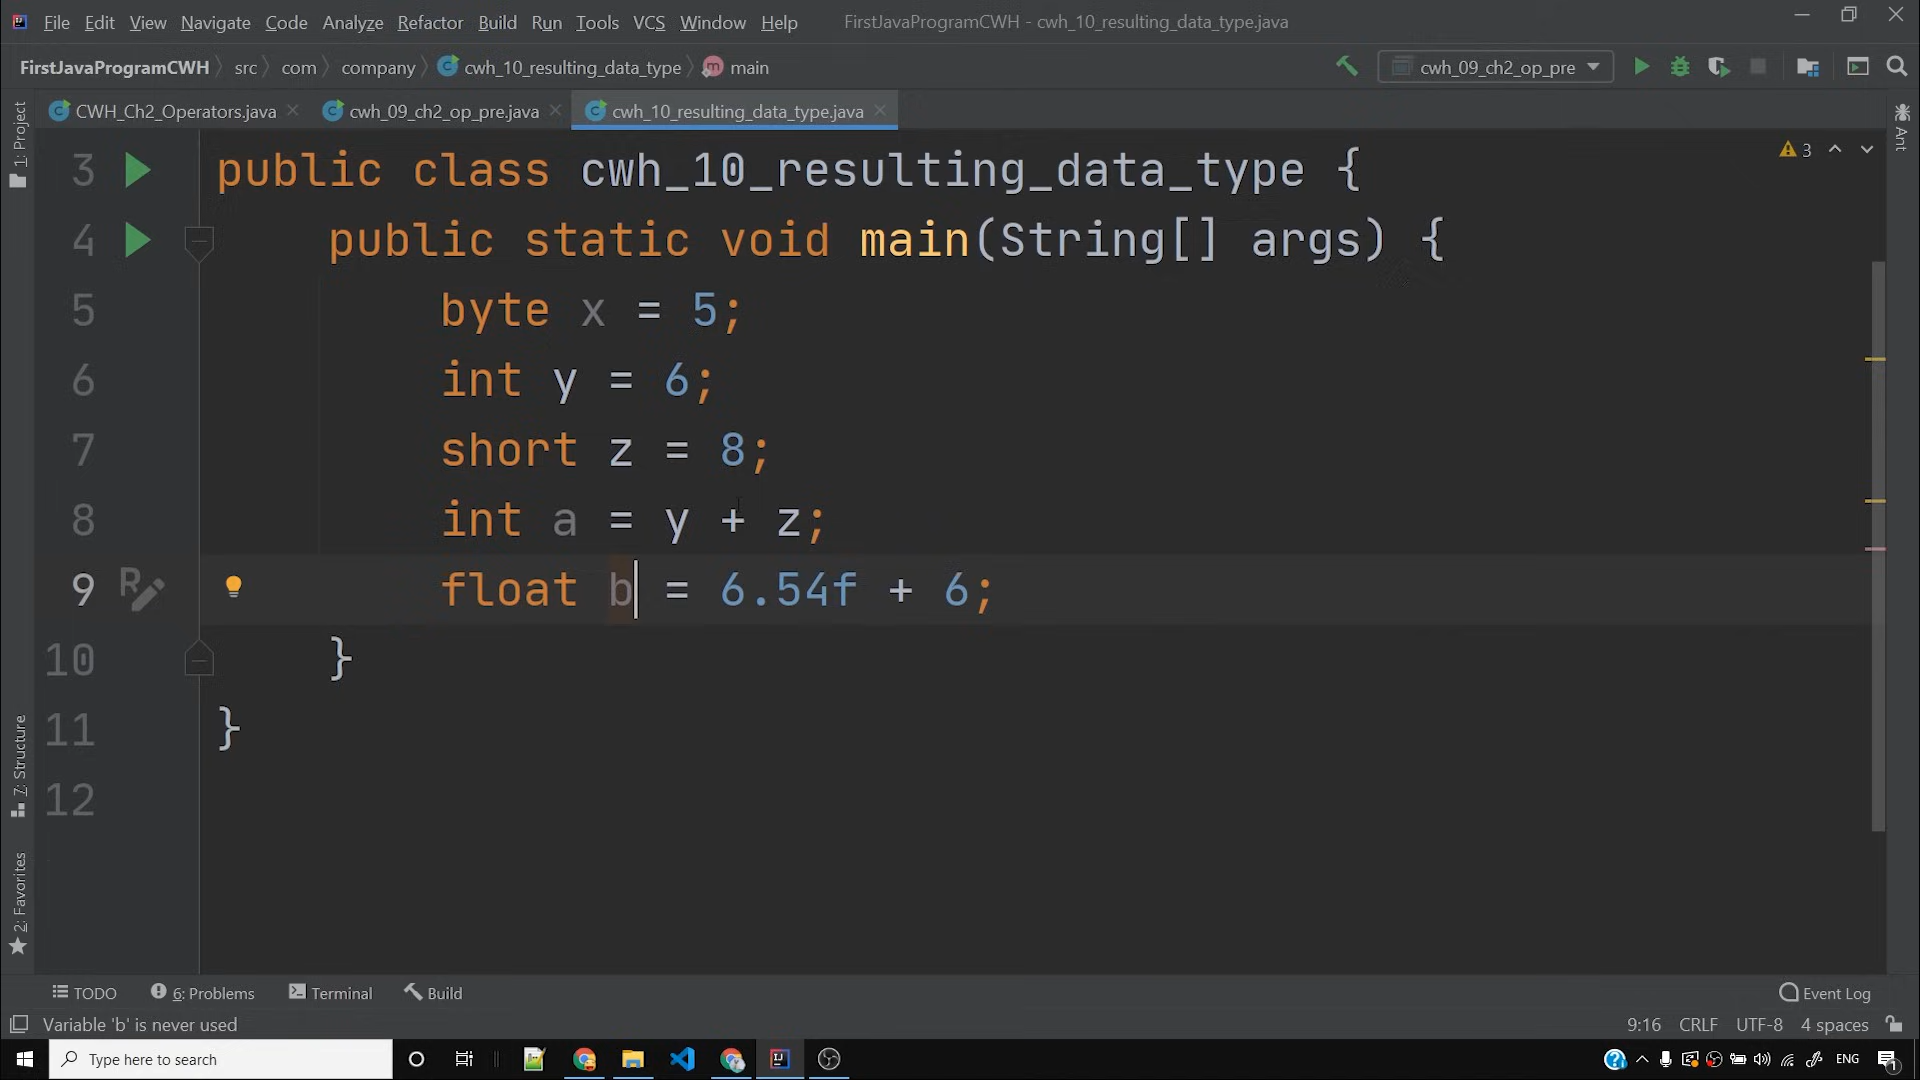 File Edit View Navigate Code Analyze Refactor Build Run Tools VCS Window Help FirstJavaProgramCWH - cwh_10_resulting_data_type.java
FirstJavaProgramCWH src com company cwh_10_resulting_data_type main cwh_09_ch2_op_pre
CWH_Ch2_Operators.java cwh_09_ch2_op_pre.java cwh_10_resulting_data_type.java
1: Project
Ant
3 public class cwh_10_resulting_data_type {
3
4 public static void main(String[] args) {
5 byte x = 5;
6 int y = 6;
7 short z = 8;
8 int a = y + z;
9 float b = 6.54f + 6;
10 }
11 }
12
7: Structure
2: Favorites
TODO 6: Problems Terminal Build Event Log
Variable 'b' is never used 9:16 CRLF UTF-8 4 spaces
Type here to search ENG 1